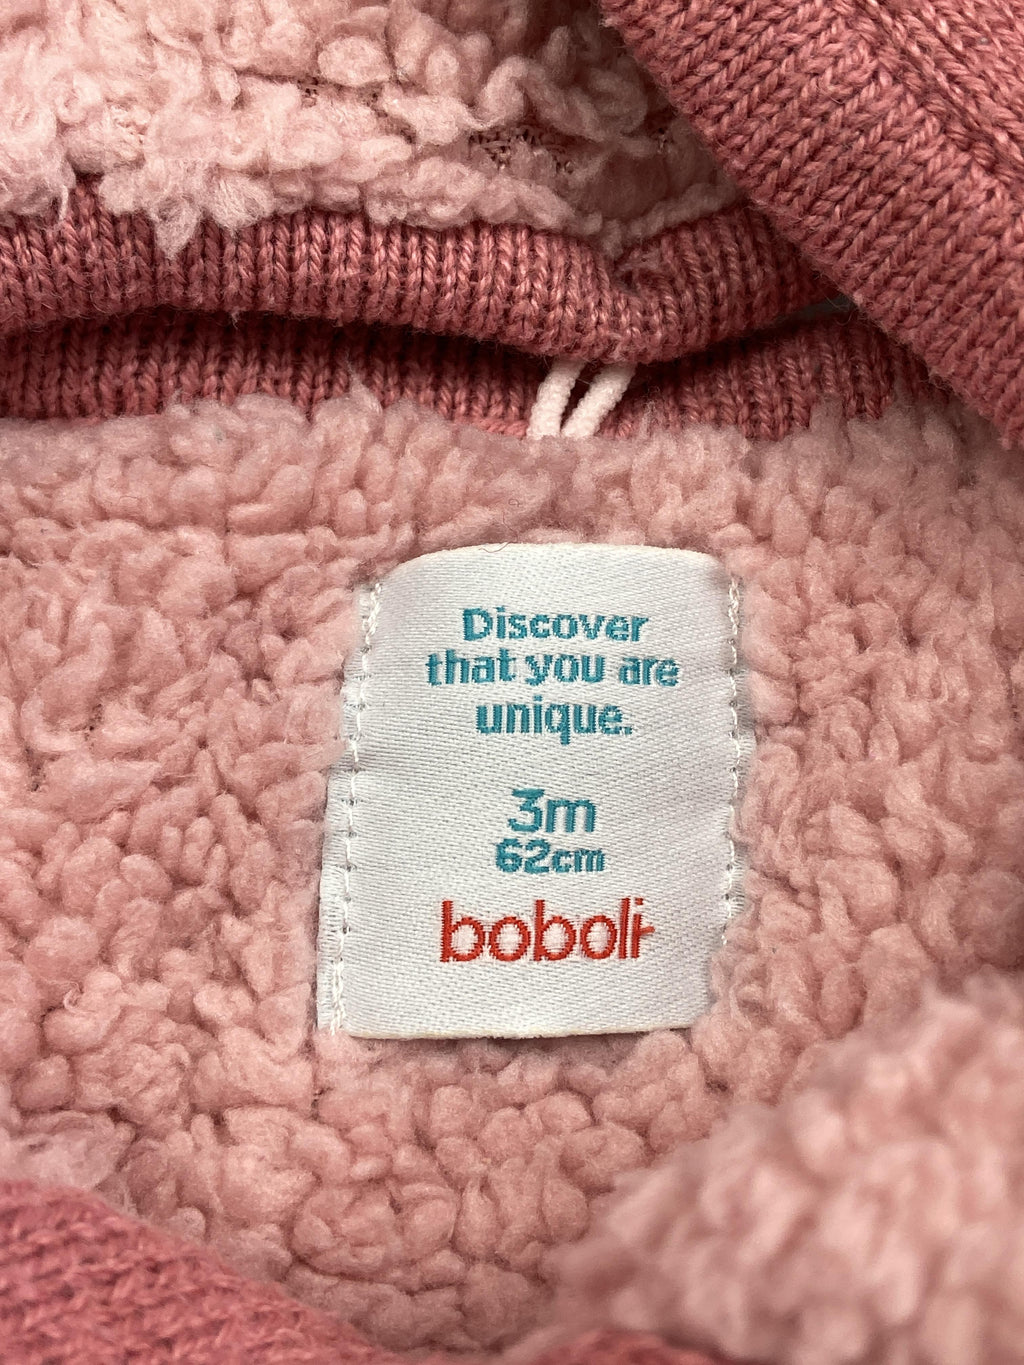 Discover
that you are
unique.
3m
62cm
boboli